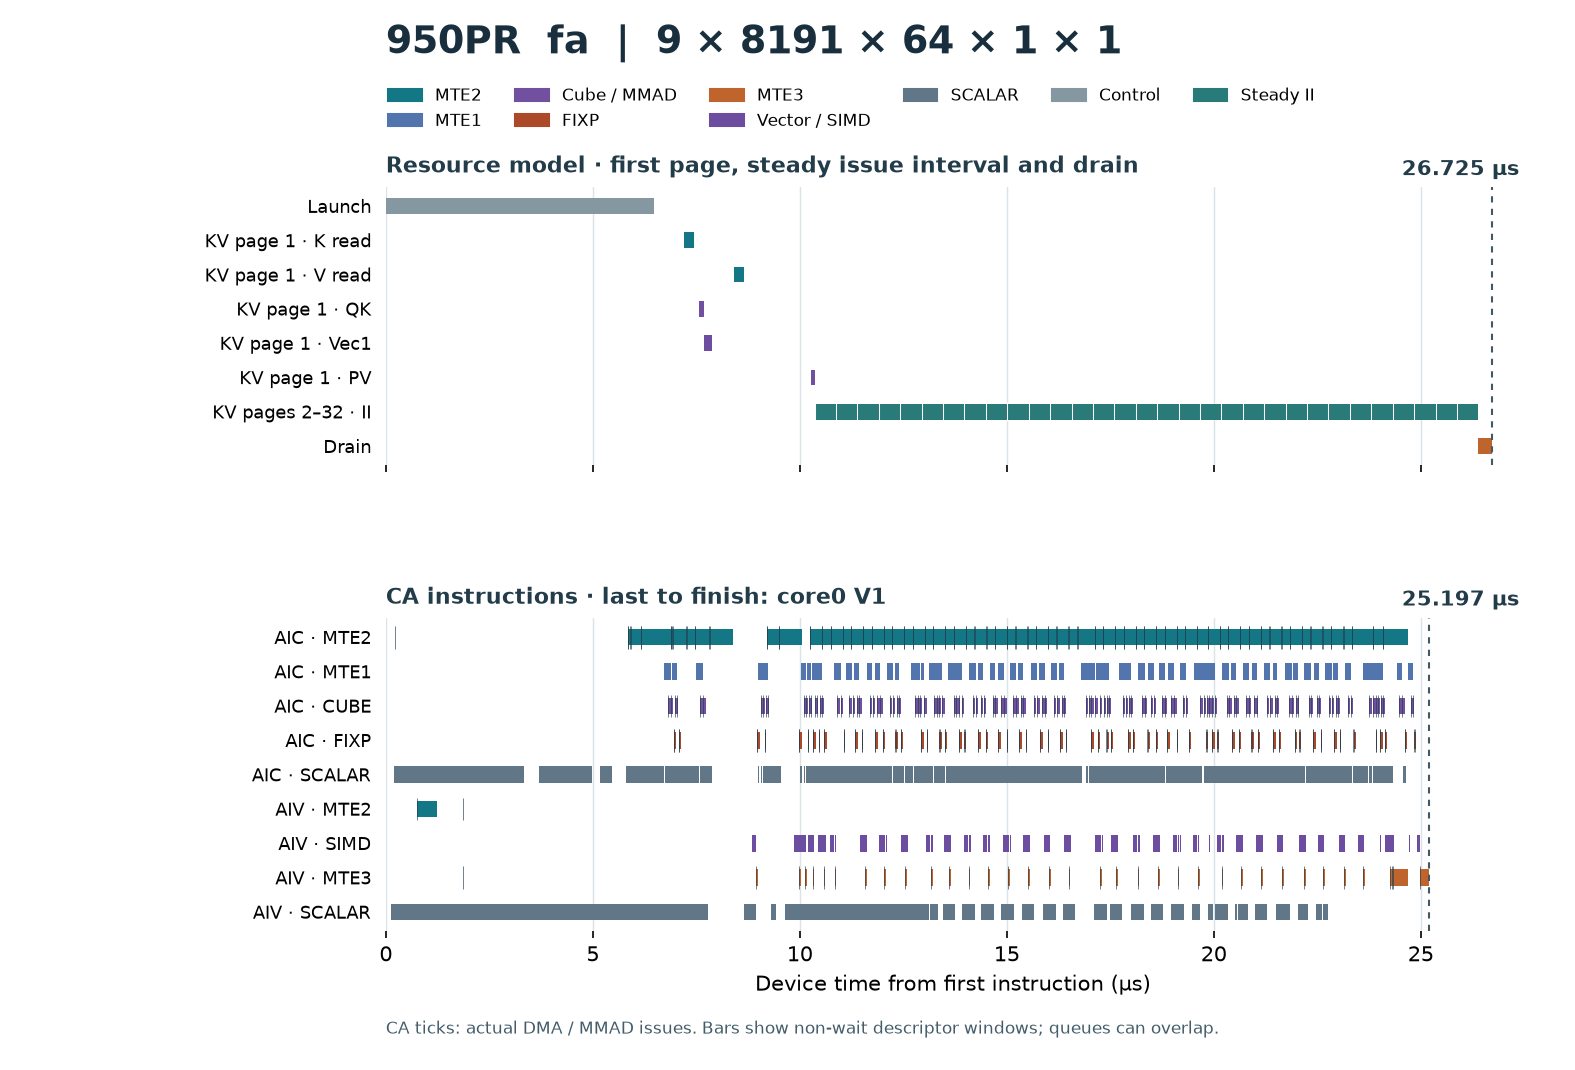 950PR fa | 9 × 8191 × 64 × 1 × 1
MTE2 Cube / MMAD MTE3 SCALAR Control Steady II
MTE1 FIXP Vector / SIMD
Resource model · first page, steady issue interval and drain
26.725 µs
Launch
KV page 1 · K read
KV page 1 · V read
KV page 1 · QK
KV page 1 · Vec1
KV page 1 · PV
KV pages 2–32 · II
Drain
CA instructions · last to finish: core0 V1
25.197 µs
AIC · MTE2
AIC · MTE1
AIC · CUBE
AIC · FIXP
AIC · SCALAR
AIV · MTE2
AIV · SIMD
AIV · MTE3
AIV · SCALAR
0 5 10 15 20 25
Device time from first instruction (µs)
CA ticks: actual DMA / MMAD issues. Bars show non-wait descriptor windows; queues can overlap.